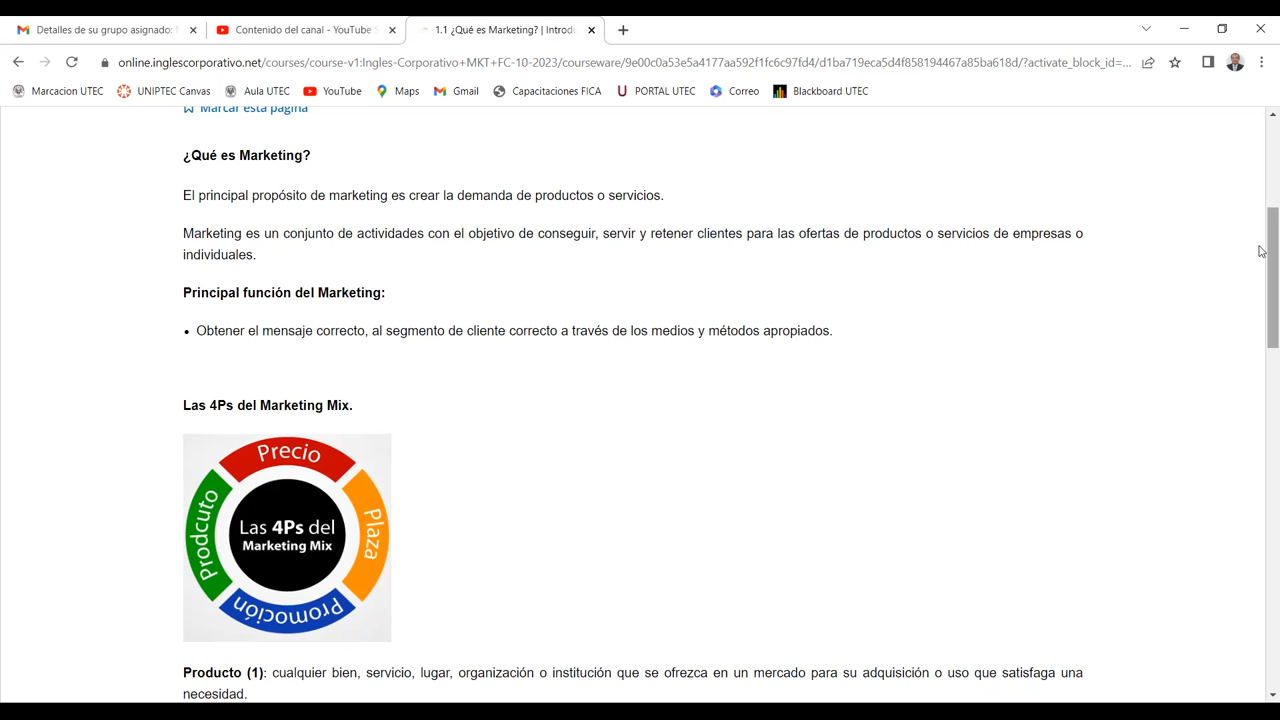 Detalles de su grupo asignado:
Contenido del canal - YouTube
1.1 ¿Qué es Marketing? | Introdu
online.inglescorporativo.net/courses/course-v1:Ingles-Corporativo+MKT+FC-10-2023/courseware/9e00c0a53e5a4177aa592f1fc6c97fd4/d1ba719eca5d4f858194467a85ba618d/?activate_block_id=...
Marcacion UTEC
UNIPTEC Canvas
Aula UTEC
YouTube
Maps
Gmail
Capacitaciones FICA
PORTAL UTEC
Correo
Blackboard UTEC
Marcar esta página
¿Qué es Marketing?
El principal propósito de marketing es crear la demanda de productos o servicios.
Marketing es un conjunto de actividades con el objetivo de conseguir, servir y retener clientes para las ofertas de productos o servicios de empresas o
individuales.
Principal función del Marketing:
• Obtener el mensaje correcto, al segmento de cliente correcto a través de los medios y métodos apropiados.
Las 4Ps del Marketing Mix.
Precio
Plaza
Prodcuto
Las 4Ps del
Marketing Mix
Promoción
Producto (1): cualquier bien, servicio, lugar, organización o institución que se ofrezca en un mercado para su adquisición o uso que satisfaga una
necesidad.